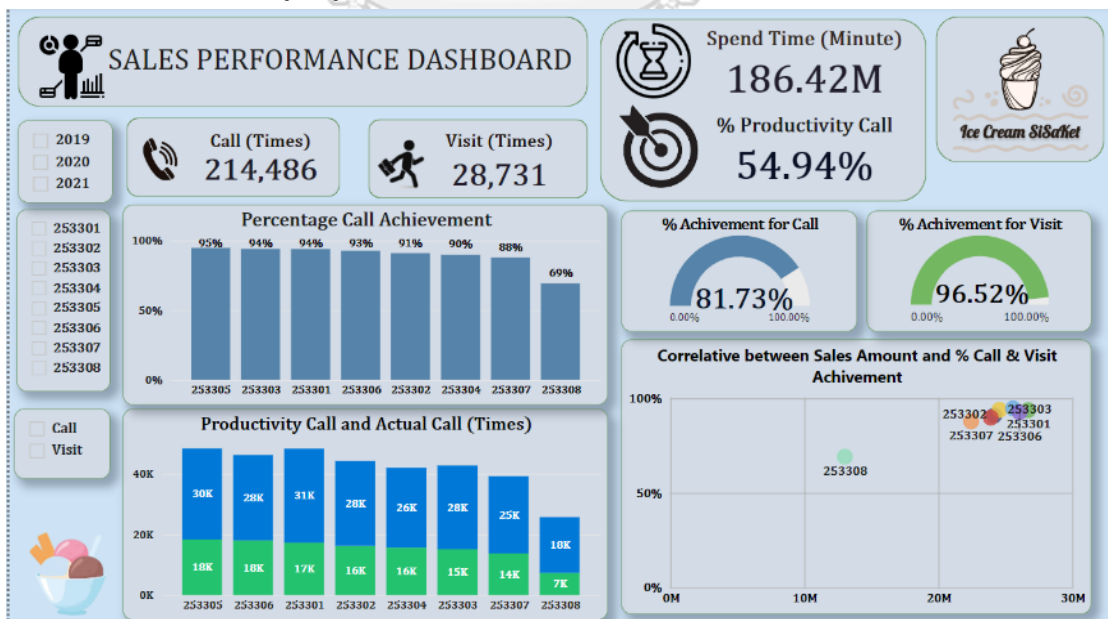 SALES PERFORMANCE DASHBOARD
Spend Time (Minute)
186.42M
% Productivity Call
54.94%
Ice Cream SiSaKet
2019
2020
2021
Call (Times)
214,486
Visit (Times)
28,731
253301
253302
253303
253304
253305
253306
253307
253308
Call
Visit
Percentage Call Achievement
100%
50%
0%
95% 94% 94% 93% 91% 90% 88% 69%
253305 253303 253301 253306 253302 253304 253307 253308
% Achivement for Call
81.73%
0.00% 100.00%
% Achivement for Visit
96.52%
0.00% 100.00%
Productivity Call and Actual Call (Times)
40K
20K
0K
30K 28K 31K 28K 26K 28K 25K 18K
18K 18K 17K 16K 16K 15K 14K 7K
253305 253306 253301 253302 253304 253303 253307 253308
Correlative between Sales Amount and % Call & Visit
Achivement
100%
50%
0%
253302 253303
253301
253307 253306
253308
0M 10M 20M 30M